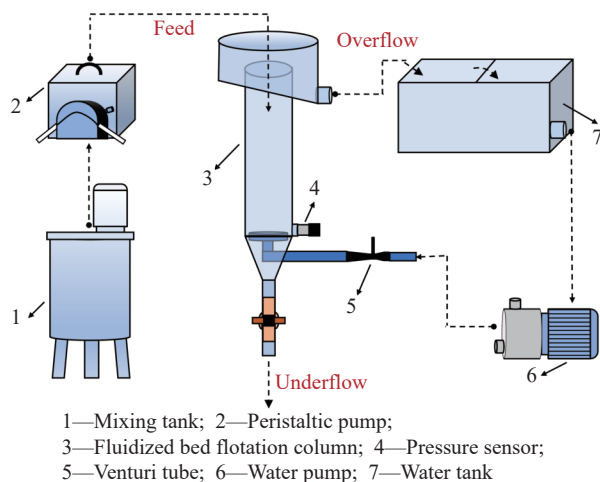 Feed
Overflow
2
7
3
4
1
5
6
Underflow
1—Mixing tank; 2—Peristaltic pump;
3—Fluidized bed flotation column; 4—Pressure sensor;
5—Venturi tube; 6—Water pump; 7—Water tank